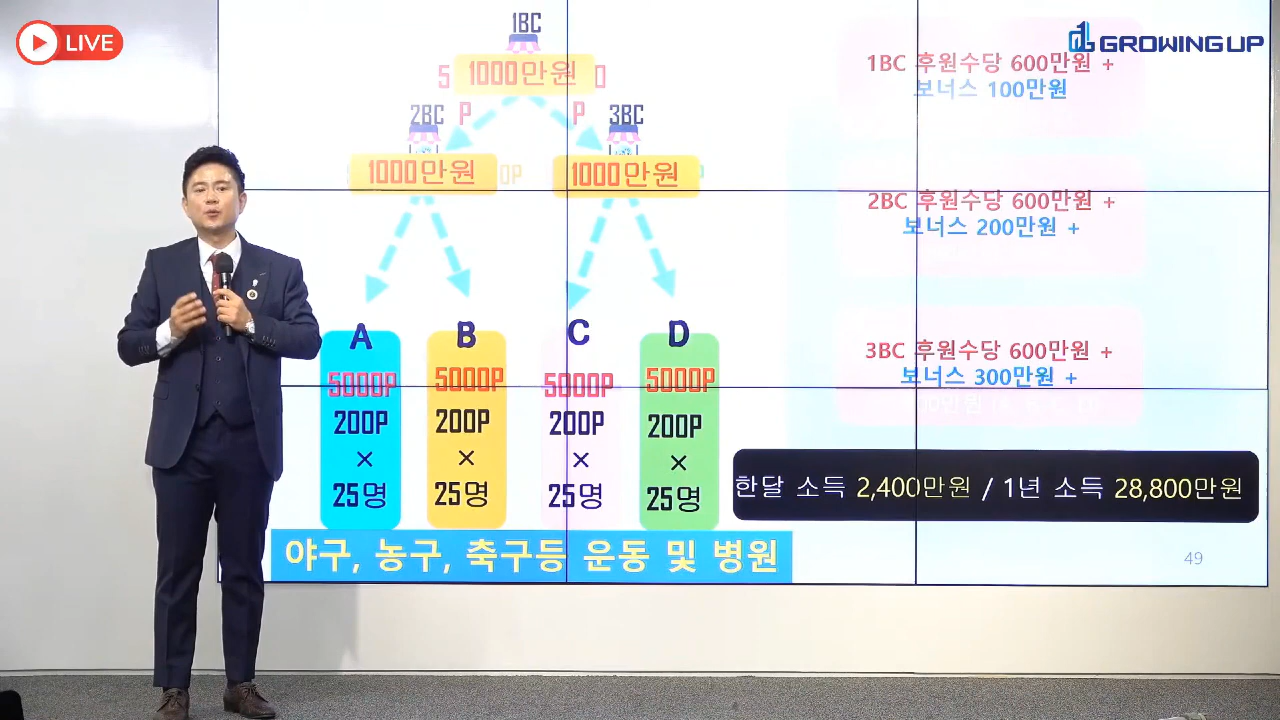 LIVE
GROWING UP
1BC
1000만원
2BC
P
P
3BC
1000만원
1000만원
1BC 후원수당 600만원 +
보너스 100만원
2BC 후원수당 600만원 +
보너스 200만원 +
3BC 후원수당 600만원 +
보너스 300만원 +
A
5000P
200P
×
25명
B
5000P
200P
×
25명
C
5000P
200P
×
25명
D
5000P
200P
×
25명
한달 소득 2,400만원 / 1년 소득 28,800만원
야구, 농구, 축구등 운동 및 병원
49